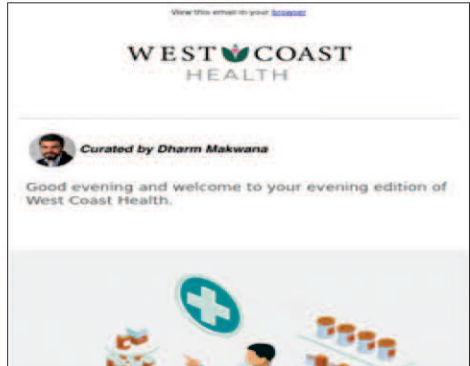 View this email in your browser
WEST COAST
HEALTH
Curated by Dharm Makwana
Good evening and welcome to your evening edition of
West Coast Health.